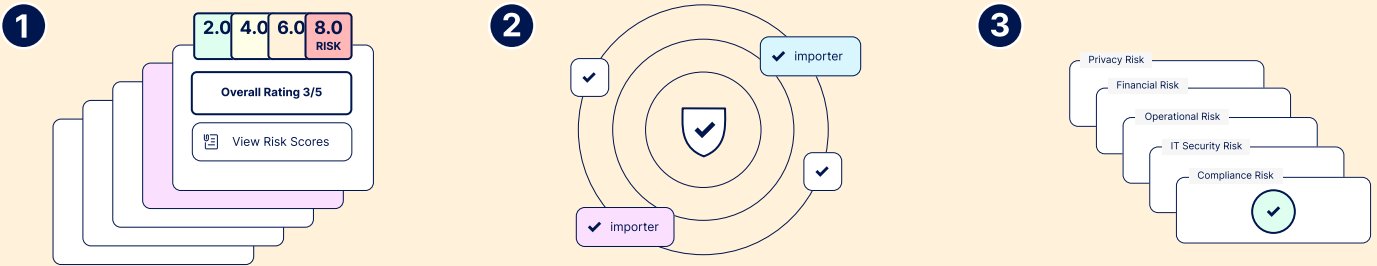 1
2.0 4.0 6.0 8.0
RISK
Overall Rating 3/5
View Risk Scores
2
importer
importer
3
Privacy Risk
Financial Risk
Operational Risk
IT Security Risk
Compliance Risk